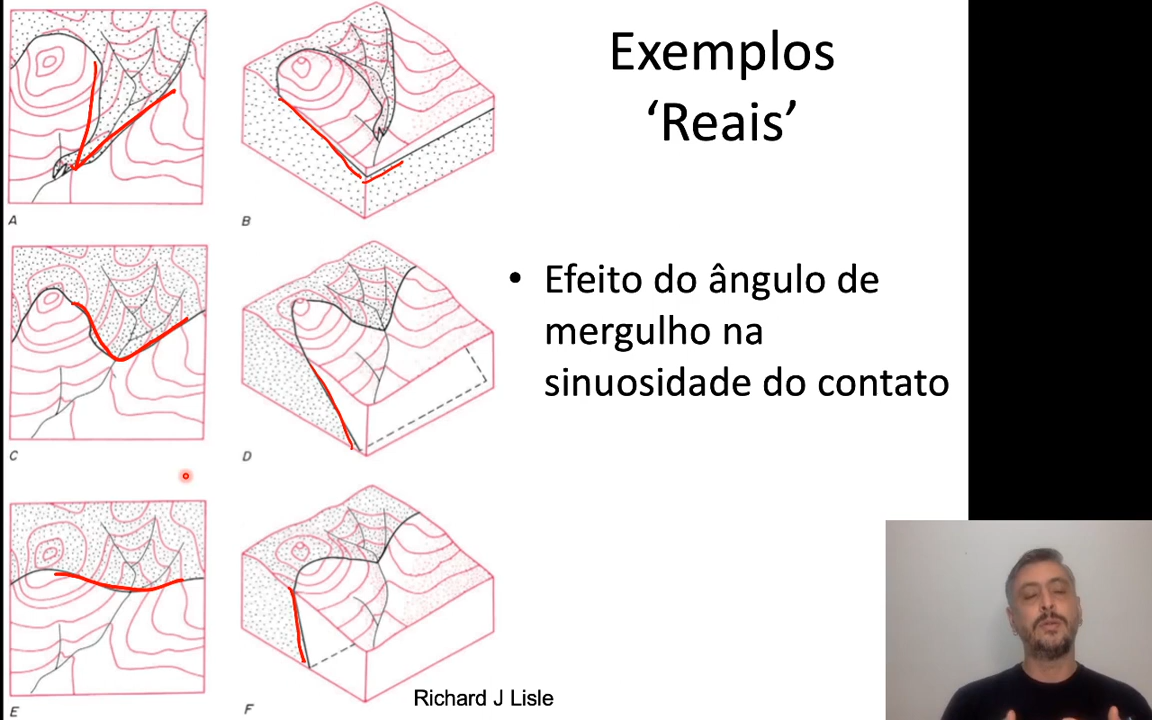 Exemplos
‘Reais’
A
B
• Efeito do ângulo de
mergulho na
sinuosidade do contato
C
D
E
F
Richard J Lisle